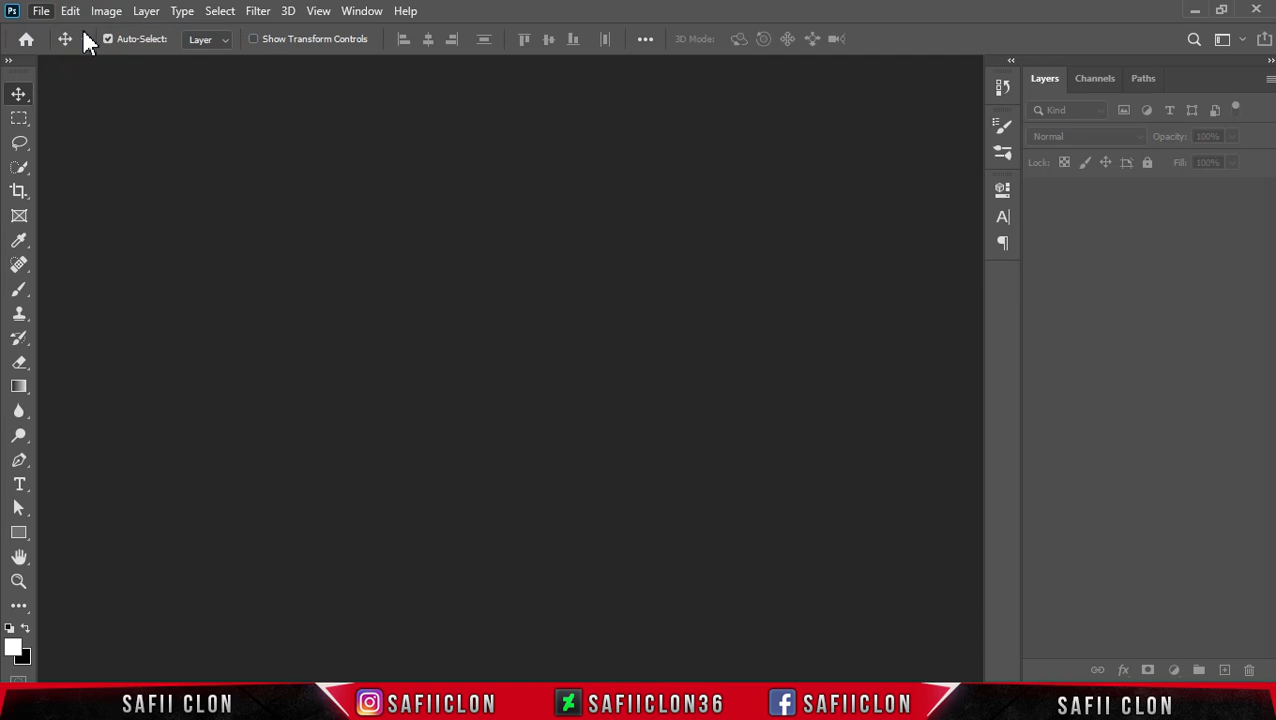 Ps File Edit Image Layer Type Select Filter 3D View Window Help
Auto-Select: Layer Show Transform Controls 3D Mode:
Layers Channels Paths
Kind
Normal Opacity: 100%
Lock: Fill: 100%
SAFII CLON SAFIICLON SAFIICLON36 SAFIICLON SAFII CLON